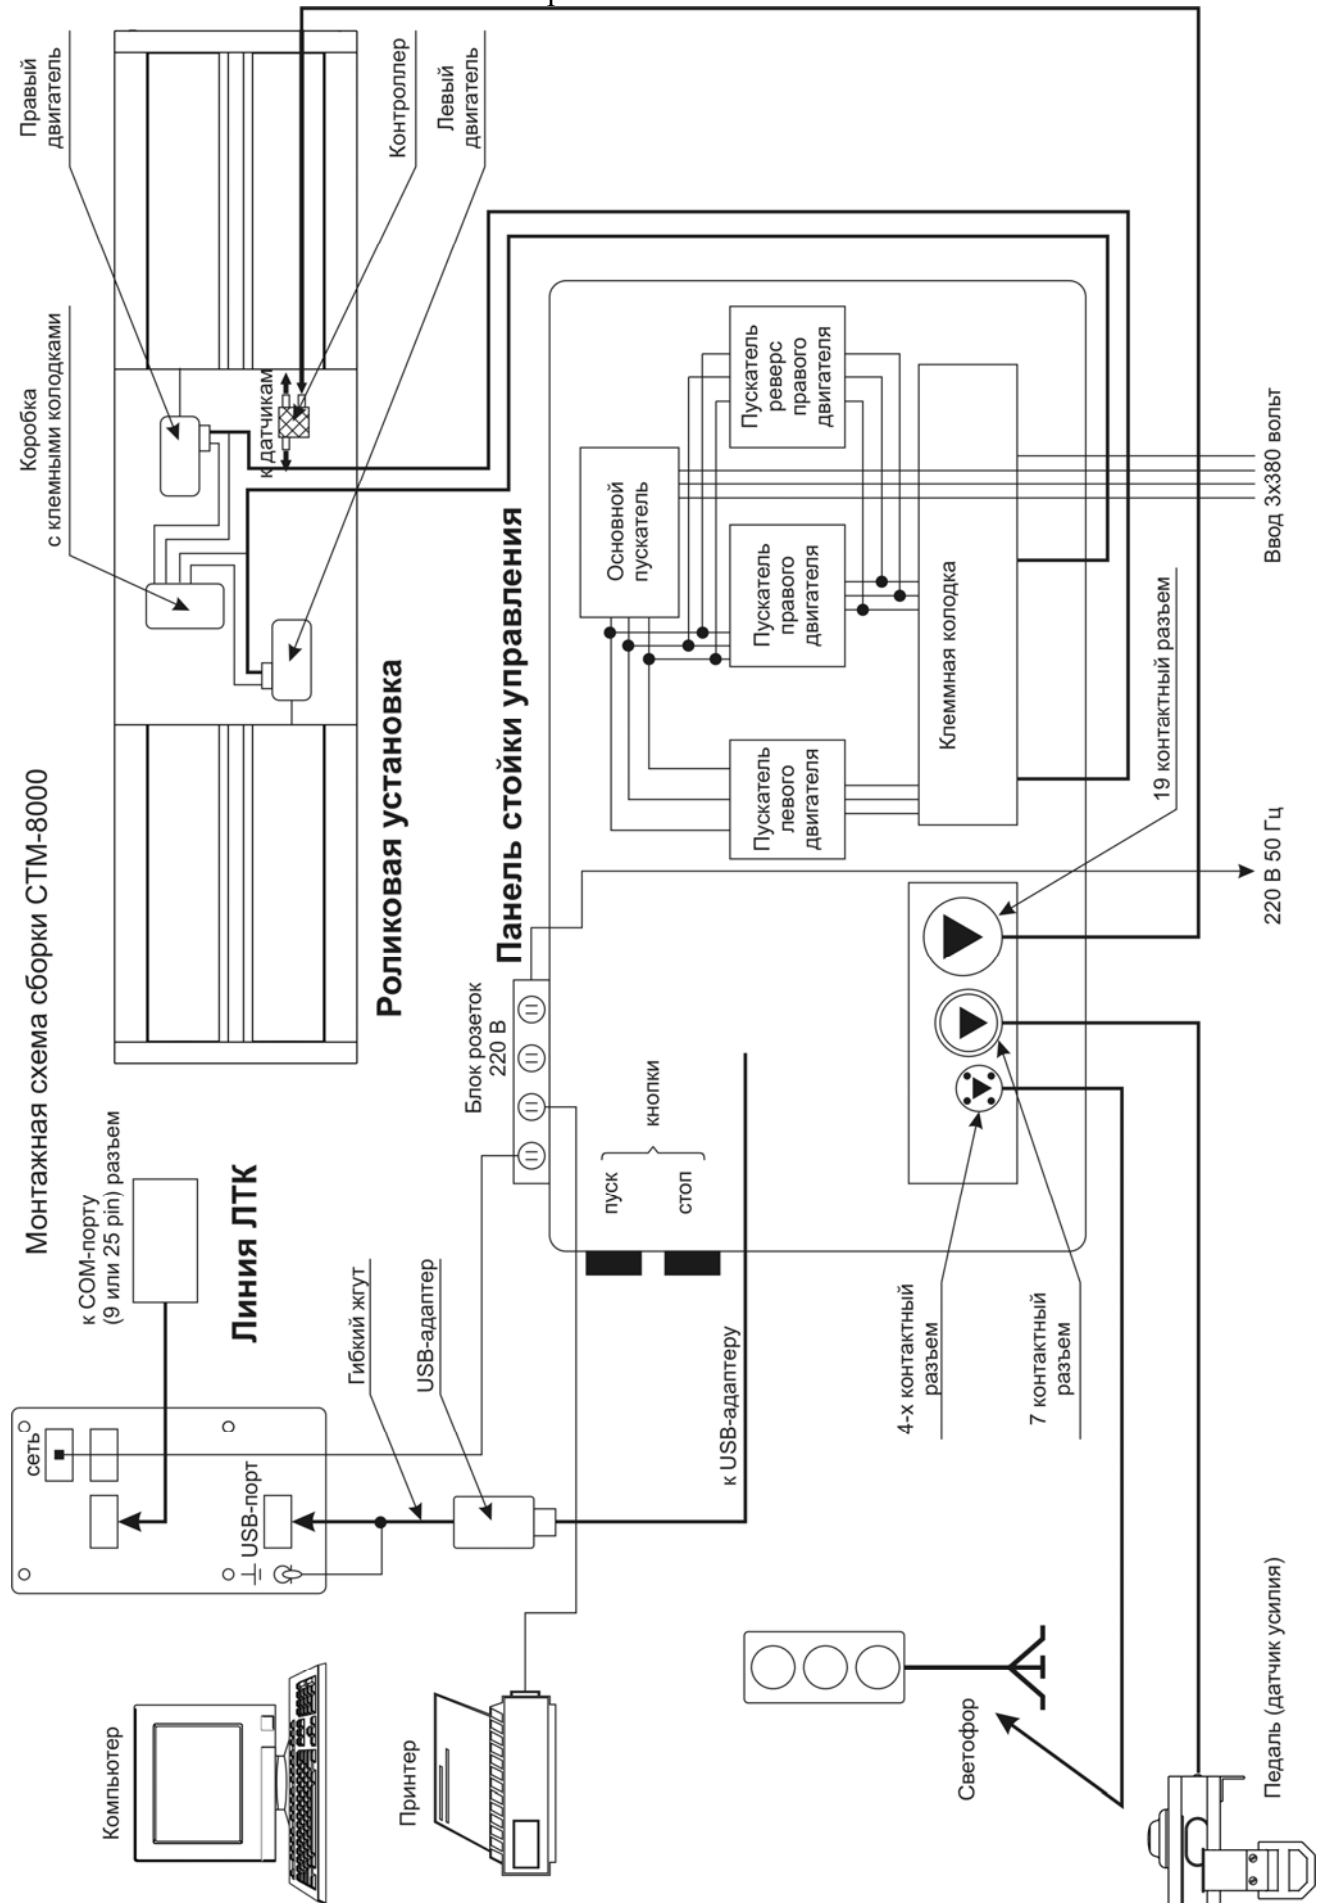 Монтажная схема сборки СТМ-8000
Правый
двигатель
Контроллер
Левый
двигатель
Коробка
с клемными колодками
к датчикам
Роликовая установка
к COM-порту
(9 или 25 pin) разъем
Линия ЛТК
сеть
USB-порт
Гибкий жгут
USB-адаптер
Компьютер
Принтер
Панель стойки управления
Блок розеток
220 В
пуск
стоп
кнопки
к USB-адаптеру
Основной
пускатель
Пускатель
реверс
правого
двигателя
Пускатель
правого
двигателя
Пускатель
левого
двигателя
Клеммная колодка
19 контактный разъем
4-х контактный
разъем
7 контактный
разъем
Ввод 3х380 вольт
220 В 50 Гц
Светофор
Педаль (датчик усилия)